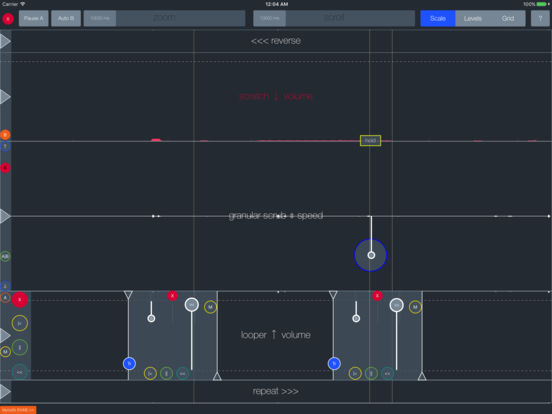 Carrier 12:04 AM 100%
X Pause A Auto B 10000 ms zoom 10000 ms scroll Scale Levels Grid ?
<<< reverse
scratch ↓ volume
B
hold
granular scrub ≡ speed
A|B
A X X X
|< << M << M
M || looper ↑ volume
<< h |< || << h |< || <<
repeat >>>